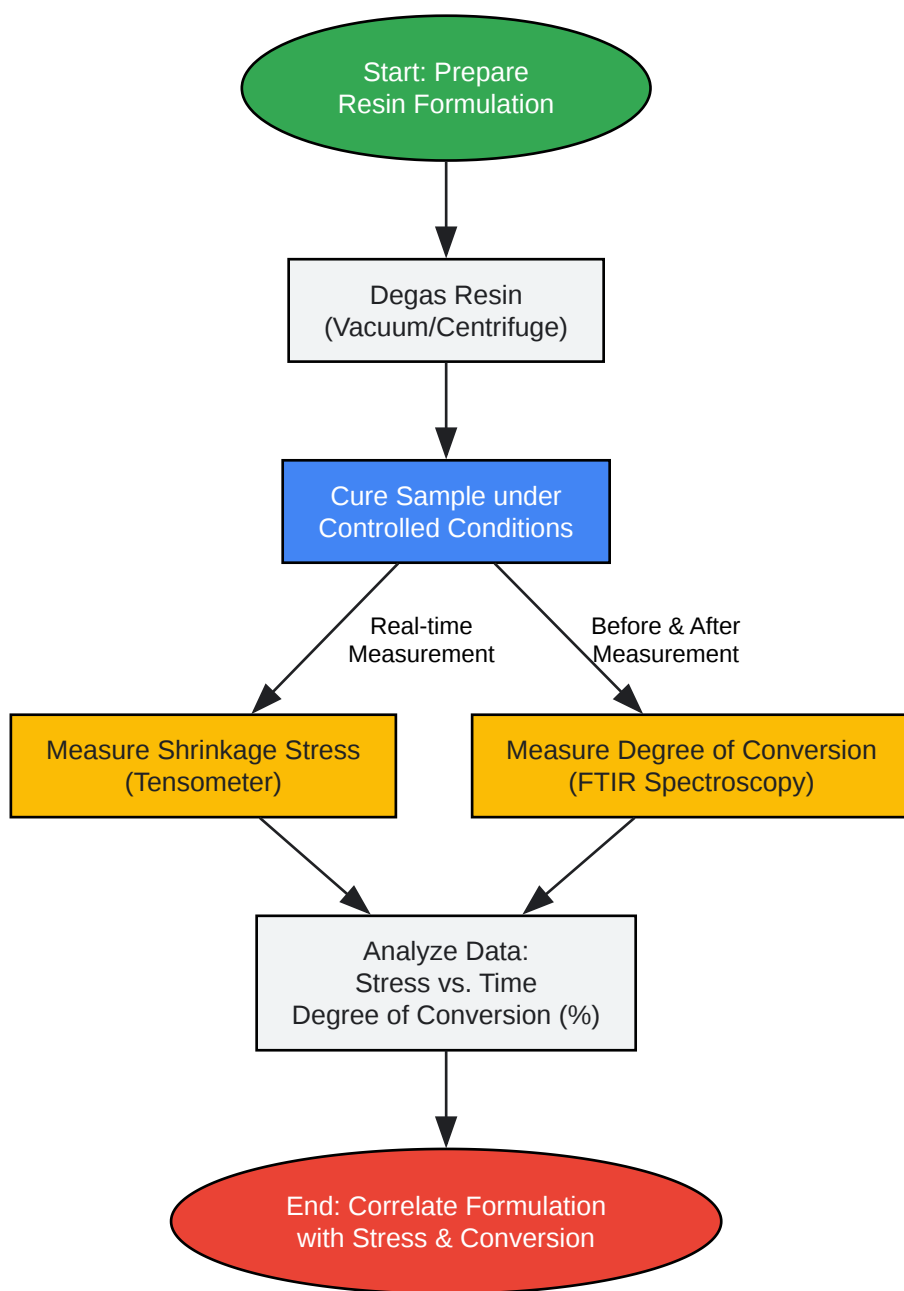 Start: Prepare
Resin Formulation
Degas Resin
(Vacuum/Centrifuge)
Cure Sample under
Controlled Conditions
Real-time
Measurement
Before & After
Measurement
Measure Shrinkage Stress
(Tensometer)
Measure Degree of Conversion
(FTIR Spectroscopy)
Analyze Data:
Stress vs. Time
Degree of Conversion (%)
End: Correlate Formulation
with Stress & Conversion